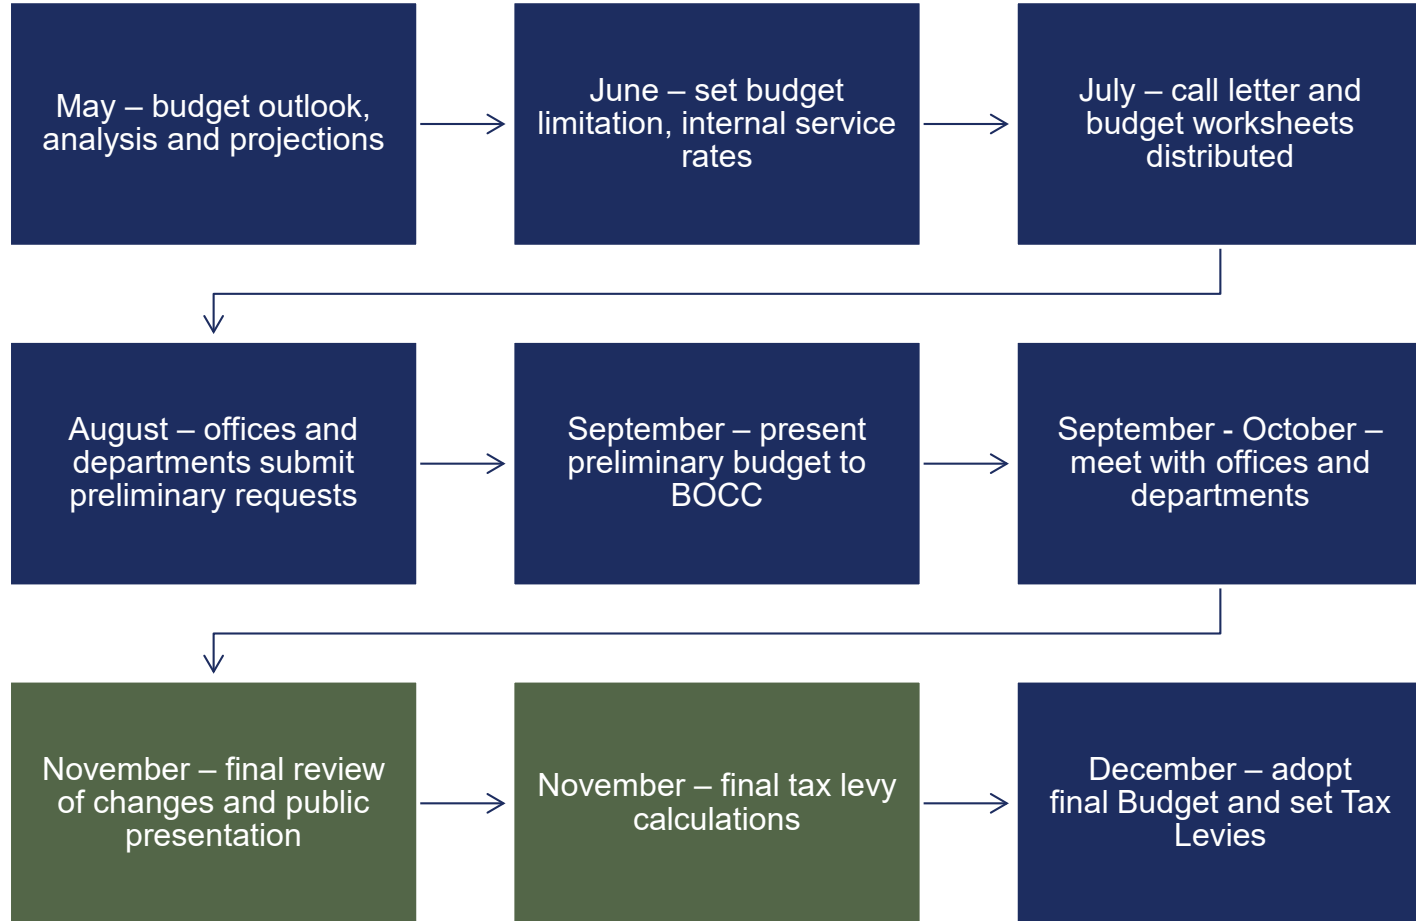 May – budget outlook,
analysis and projections
June – set budget
limitation, internal service
rates
July – call letter and
budget worksheets
distributed
August – offices and
departments submit
preliminary requests
September – present
preliminary budget to
BOCC
September - October –
meet with offices and
departments
November – final review
of changes and public
presentation
November – final tax levy
calculations
December – adopt
final Budget and set Tax
Levies